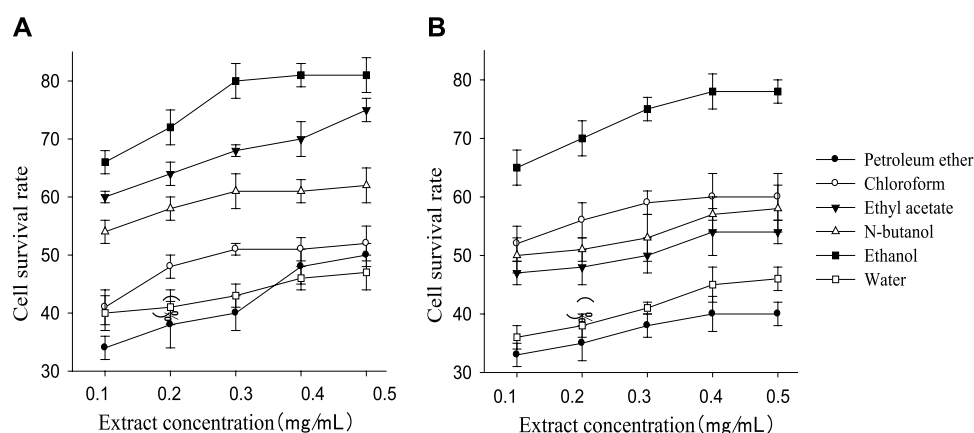 A
B
80
70
60
50
40
30
Cell survival rate
(%)
0.1 0.2 0.3 0.4 0.5
Extract concentration(mg/mL)
80
70
60
50
40
30
Cell survival rate
(%)
0.1 0.2 0.3 0.4 0.5
Extract concentration(mg/mL)
Petroleum ether
Chloroform
Ethyl acetate
N-butanol
Ethanol
Water